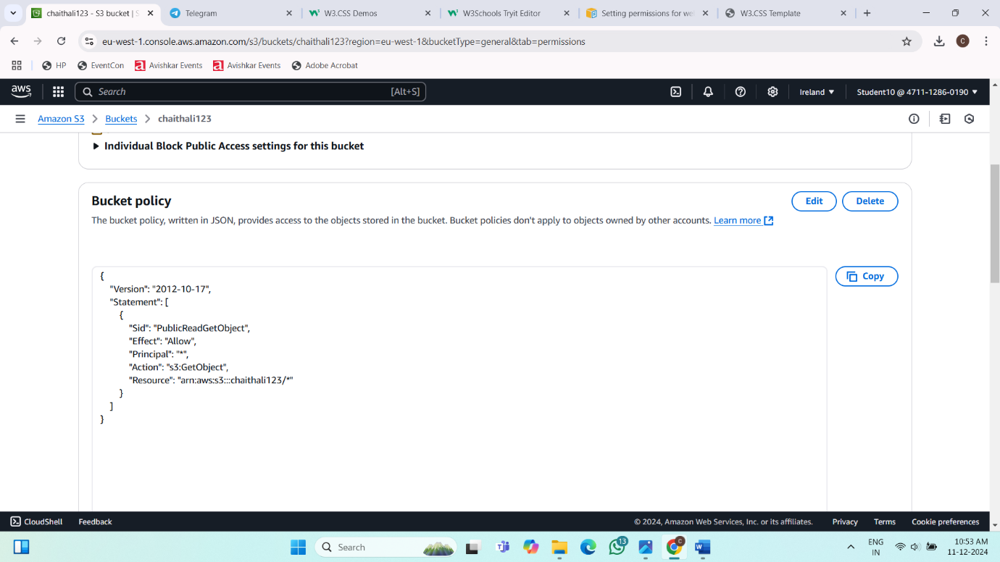 chaithali123 - S3 bucket | S
Telegram
W3.CSS Demos
W3Schools Tryit Editor
Setting permissions for we
W3.CSS Template
eu-west-1.console.aws.amazon.com/s3/buckets/chaithali123?region=eu-west-1&bucketType=general&tab=permissions
C
HP
EventCon
Avishkar Events
Avishkar Events
Adobe Acrobat
aws
Search
[Alt+S]
Ireland
Student10 @ 4711-1286-0190
Amazon S3
Buckets
chaithali123
Individual Block Public Access settings for this bucket
Bucket policy
Edit
Delete
The bucket policy, written in JSON, provides access to the objects stored in the bucket. Bucket policies don't apply to objects owned by other accounts. Learn more
Copy
{
"Version": "2012-10-17",
"Statement": [
{
"Sid": "PublicReadGetObject",
"Effect": "Allow",
"Principal": "*",
"Action": "s3:GetObject",
"Resource": "arn:aws:s3:::chaithali123/*"
}
]
}
CloudShell
Feedback
© 2024, Amazon Web Services, Inc. or its affiliates.
Privacy
Terms
Cookie preferences
Search
13
C
ENG
IN
10:53 AM
11-12-2024